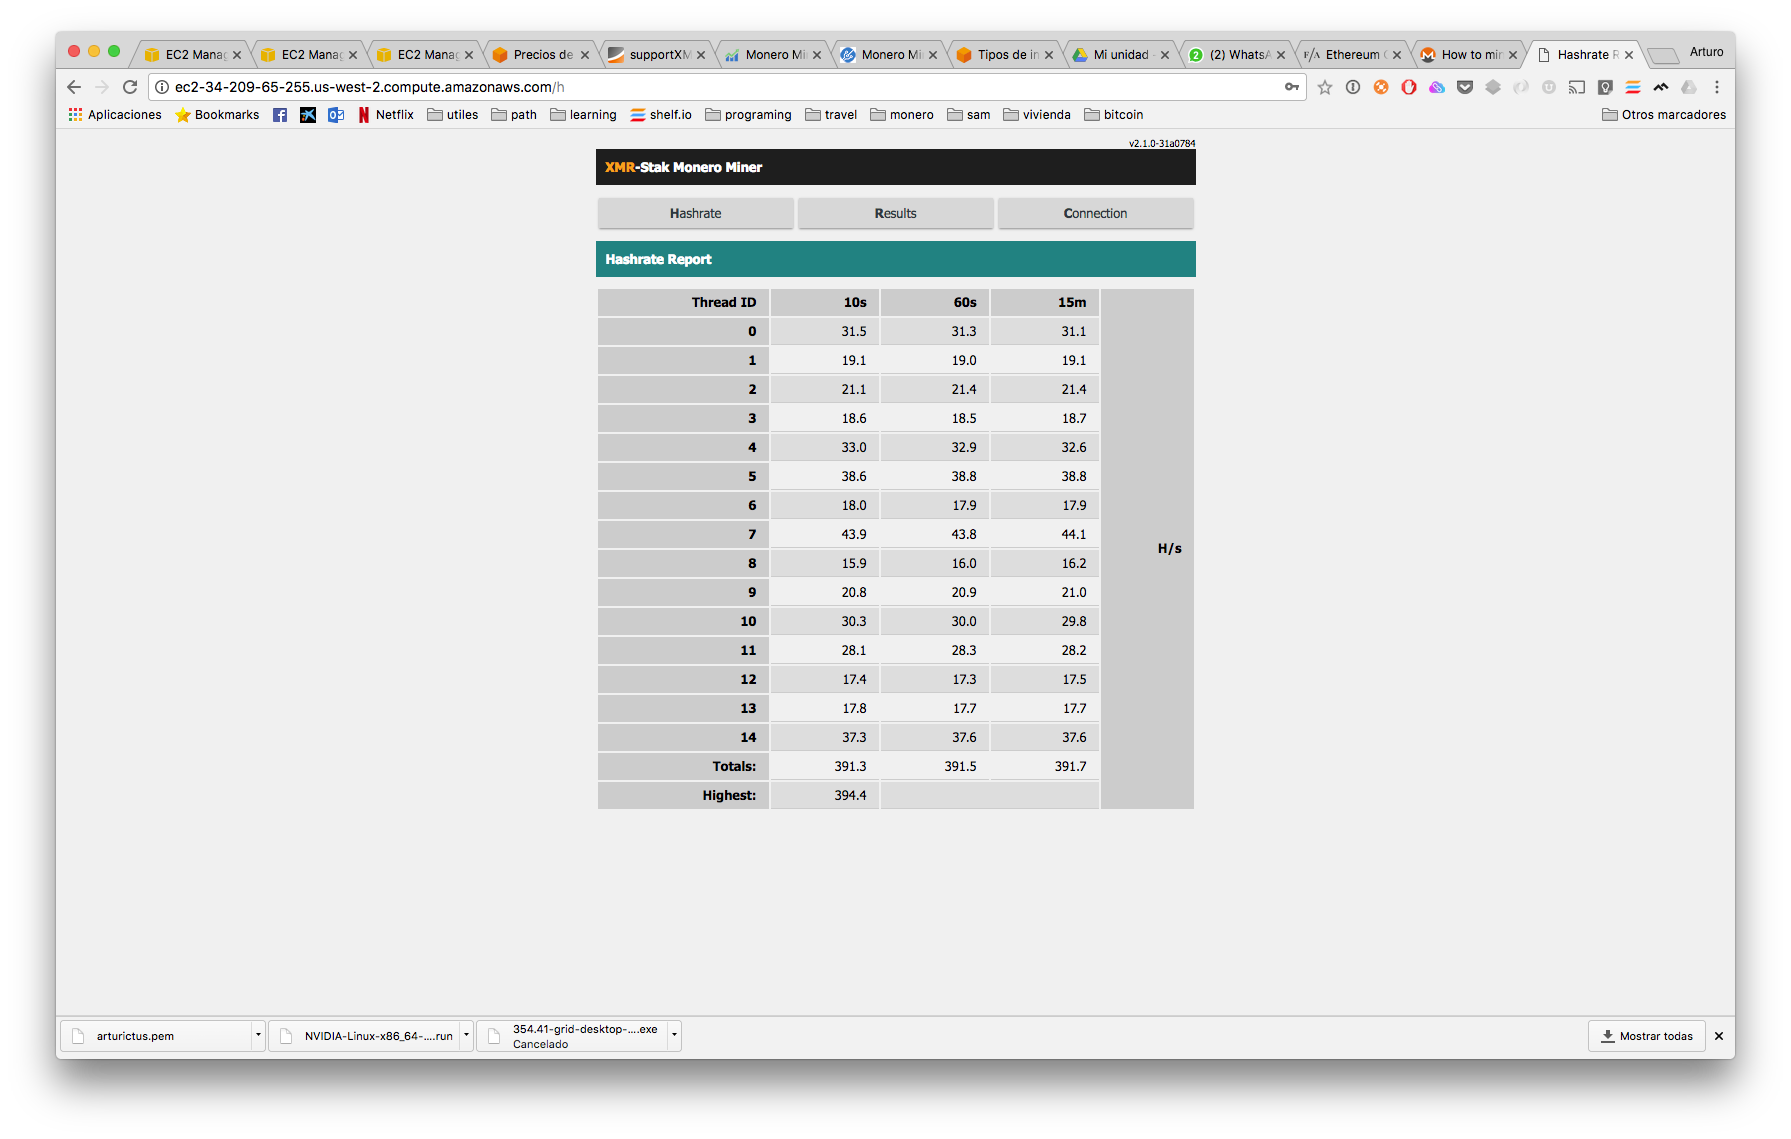 EC2 Manag
EC2 Manag
EC2 Manag
Precios de
supportXM
Monero Mi
Monero Mi
Tipos de in
Mi unidad -
(2) WhatsA
Ethereum C
How to min
Hashrate R
Arturo
ec2-34-209-65-255.us-west-2.compute.amazonaws.com/h
Aplicaciones Bookmarks Netflix utiles path learning shelf.io programing travel monero sam vivienda bitcoin Otros marcadores
v2.1.0-31a0784
XMR-Stak Monero Miner
Hashrate Results Connection
Hashrate Report
Thread ID 10s 60s 15m
0 31.5 31.3 31.1
1 19.1 19.0 19.1
2 21.1 21.4 21.4
3 18.6 18.5 18.7
4 33.0 32.9 32.6
5 38.6 38.8 38.8
6 18.0 17.9 17.9
7 43.9 43.8 44.1
H/s
8 15.9 16.0 16.2
9 20.8 20.9 21.0
10 30.3 30.0 29.8
11 28.1 28.3 28.2
12 17.4 17.3 17.5
13 17.8 17.7 17.7
14 37.3 37.6 37.6
Totals: 391.3 391.5 391.7
Highest: 394.4
arturictus.pem
NVIDIA-Linux-x86_64-....run
354.41-grid-desktop-....exe
Cancelado
Mostrar todas